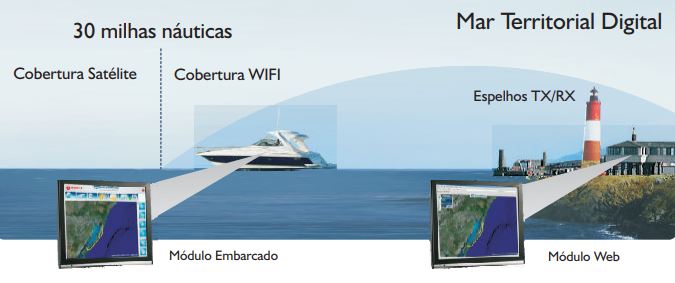 Mar Territorial Digital
30 milhas náuticas
Cobertura Satélite
Cobertura WIFI
Espelhos TX/RX
Módulo Embarcado
Módulo Web